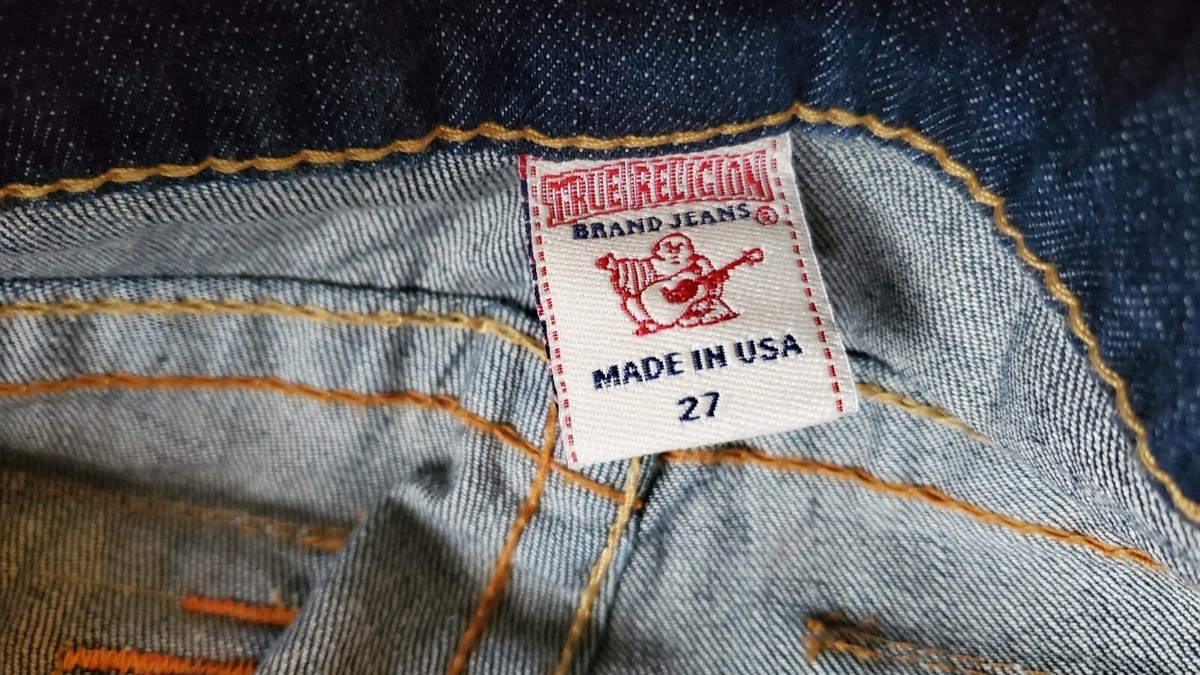 TRUE RELIGION
BRAND JEANS ®
MADE IN USA
27